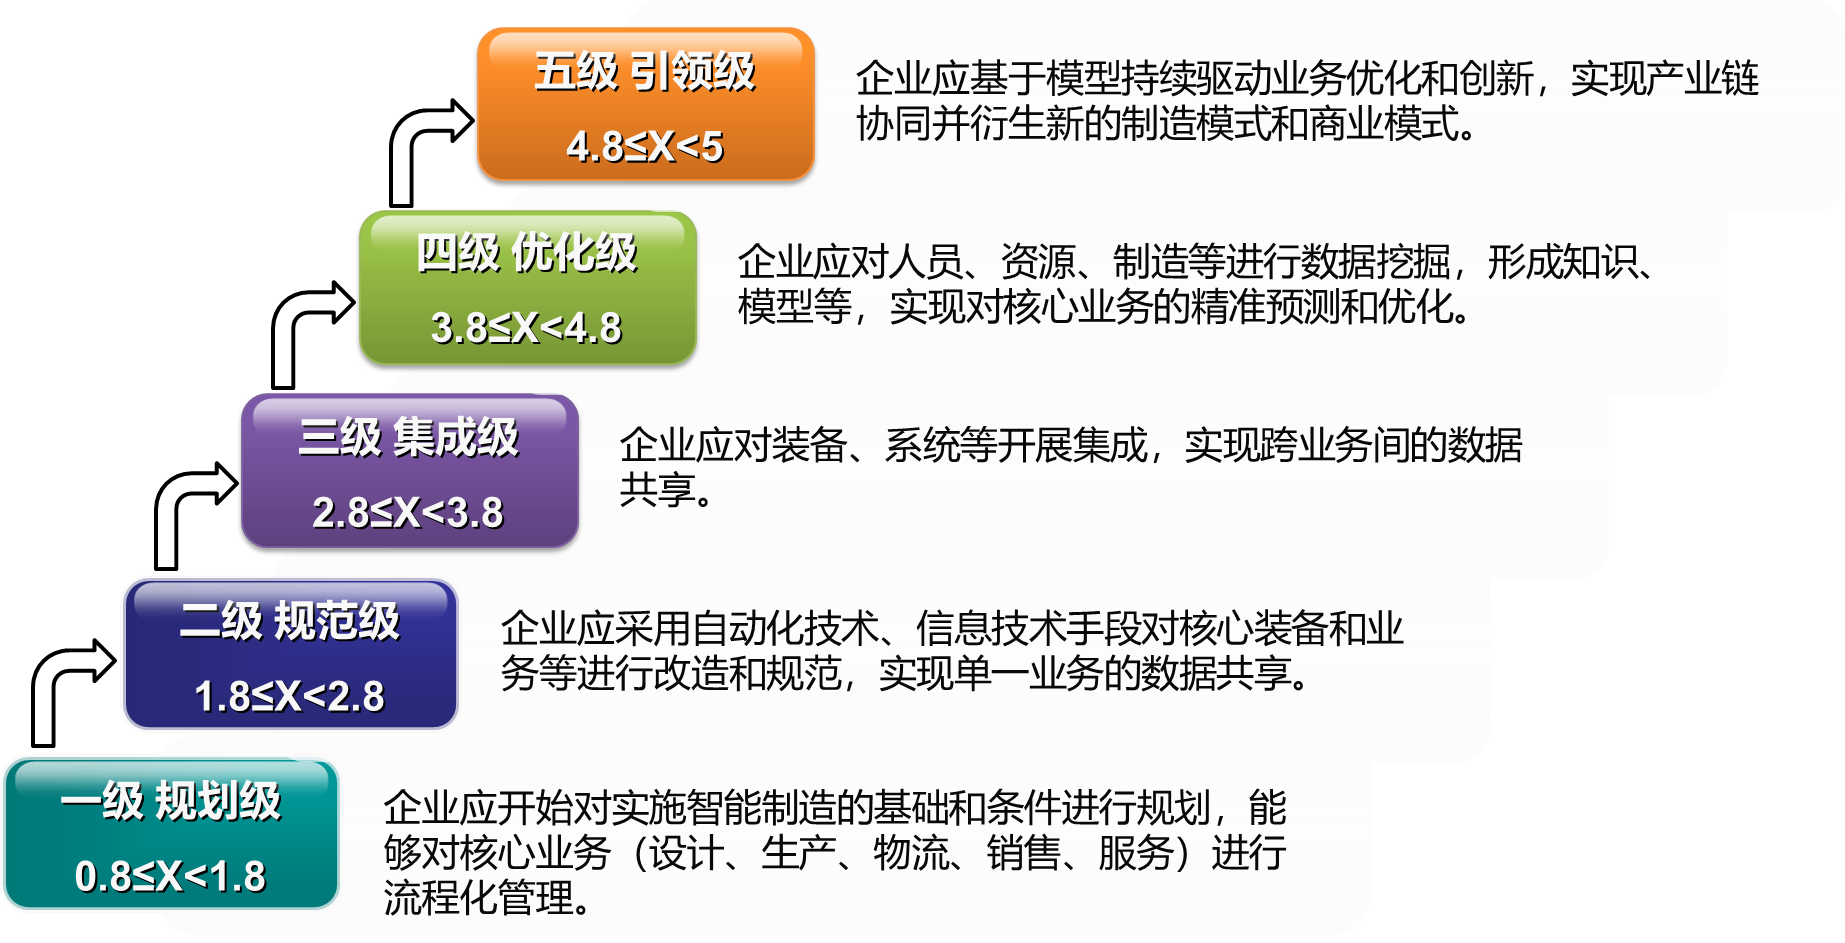 五级 引领级
4.8≤X<5
企业应基于模型持续驱动业务优化和创新，实现产业链
协同并衍生新的制造模式和商业模式。
四级 优化级
3.8≤X<4.8
企业应对人员、资源、制造等进行数据挖掘，形成知识、
模型等，实现对核心业务的精准预测和优化。
三级 集成级
2.8≤X<3.8
企业应对装备、系统等开展集成，实现跨业务间的数据
共享。
二级 规范级
1.8≤X<2.8
企业应采用自动化技术、信息技术手段对核心装备和业
务等进行改造和规范，实现单一业务的数据共享。
一级 规划级
0.8≤X<1.8
企业应开始对实施智能制造的基础和条件进行规划，能
够对核心业务（设计、生产、物流、销售、服务）进行
流程化管理。